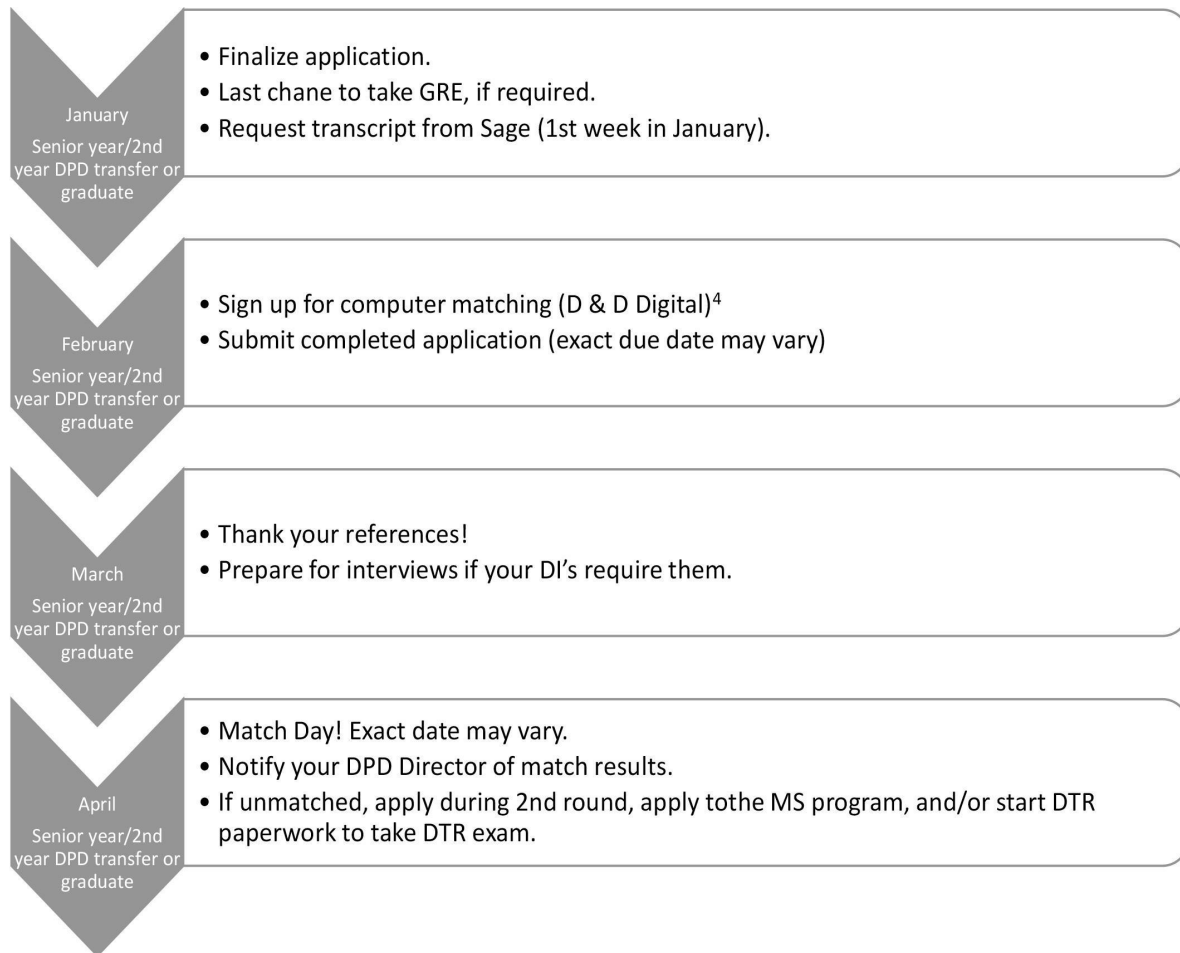 January
Senior year/2nd
year DPD transfer or
graduate
• Finalize application.
• Last chane to take GRE, if required.
• Request transcript from Sage (1st week in January).
February
Senior year/2nd
year DPD transfer or
graduate
• Sign up for computer matching (D & D Digital)⁴
• Submit completed application (exact due date may vary)
March
Senior year/2nd
year DPD transfer or
graduate
• Thank your references!
• Prepare for interviews if your DI’s require them.
April
Senior year/2nd
year DPD transfer or
graduate
• Match Day! Exact date may vary.
• Notify your DPD Director of match results.
• If unmatched, apply during 2nd round, apply tothe MS program, and/or start DTR
paperwork to take DTR exam.